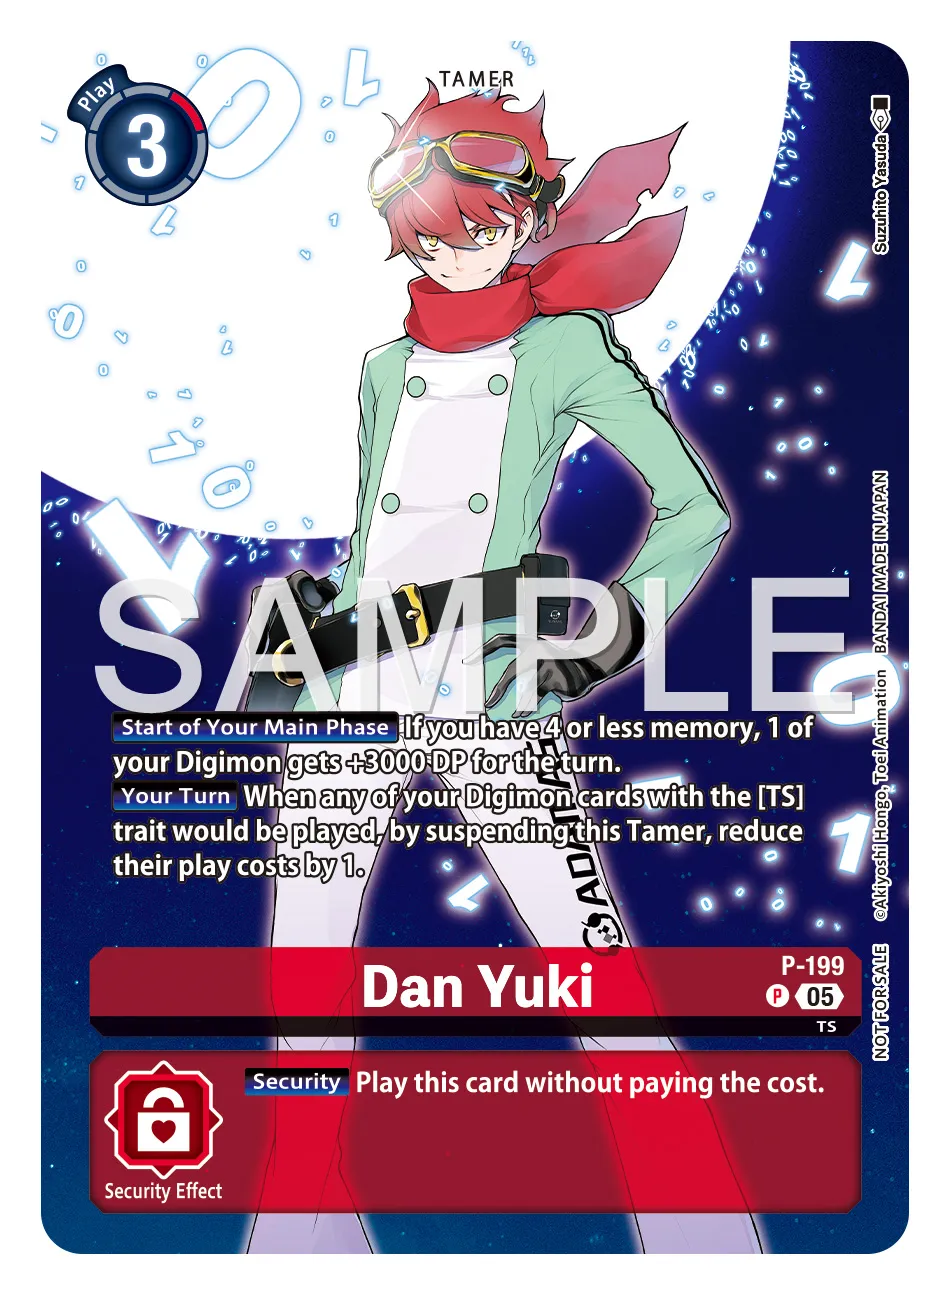 Play
3
TAMER
Suzuhito Yasuda
SAMPLE
Start of Your Main Phase If you have 4 or less memory, 1 of
your Digimon gets +3000 DP for the turn.
Your Turn When any of your Digimon cards with the [TS]
trait would be played, by suspending this Tamer, reduce
their play costs by 1.
Dan Yuki
P-199
P 05
TS
Security Play this card without paying the cost.
Security Effect
©Akiyoshi Hongo, Toei Animation BANDAI MADE IN JAPAN
NOT FOR SALE